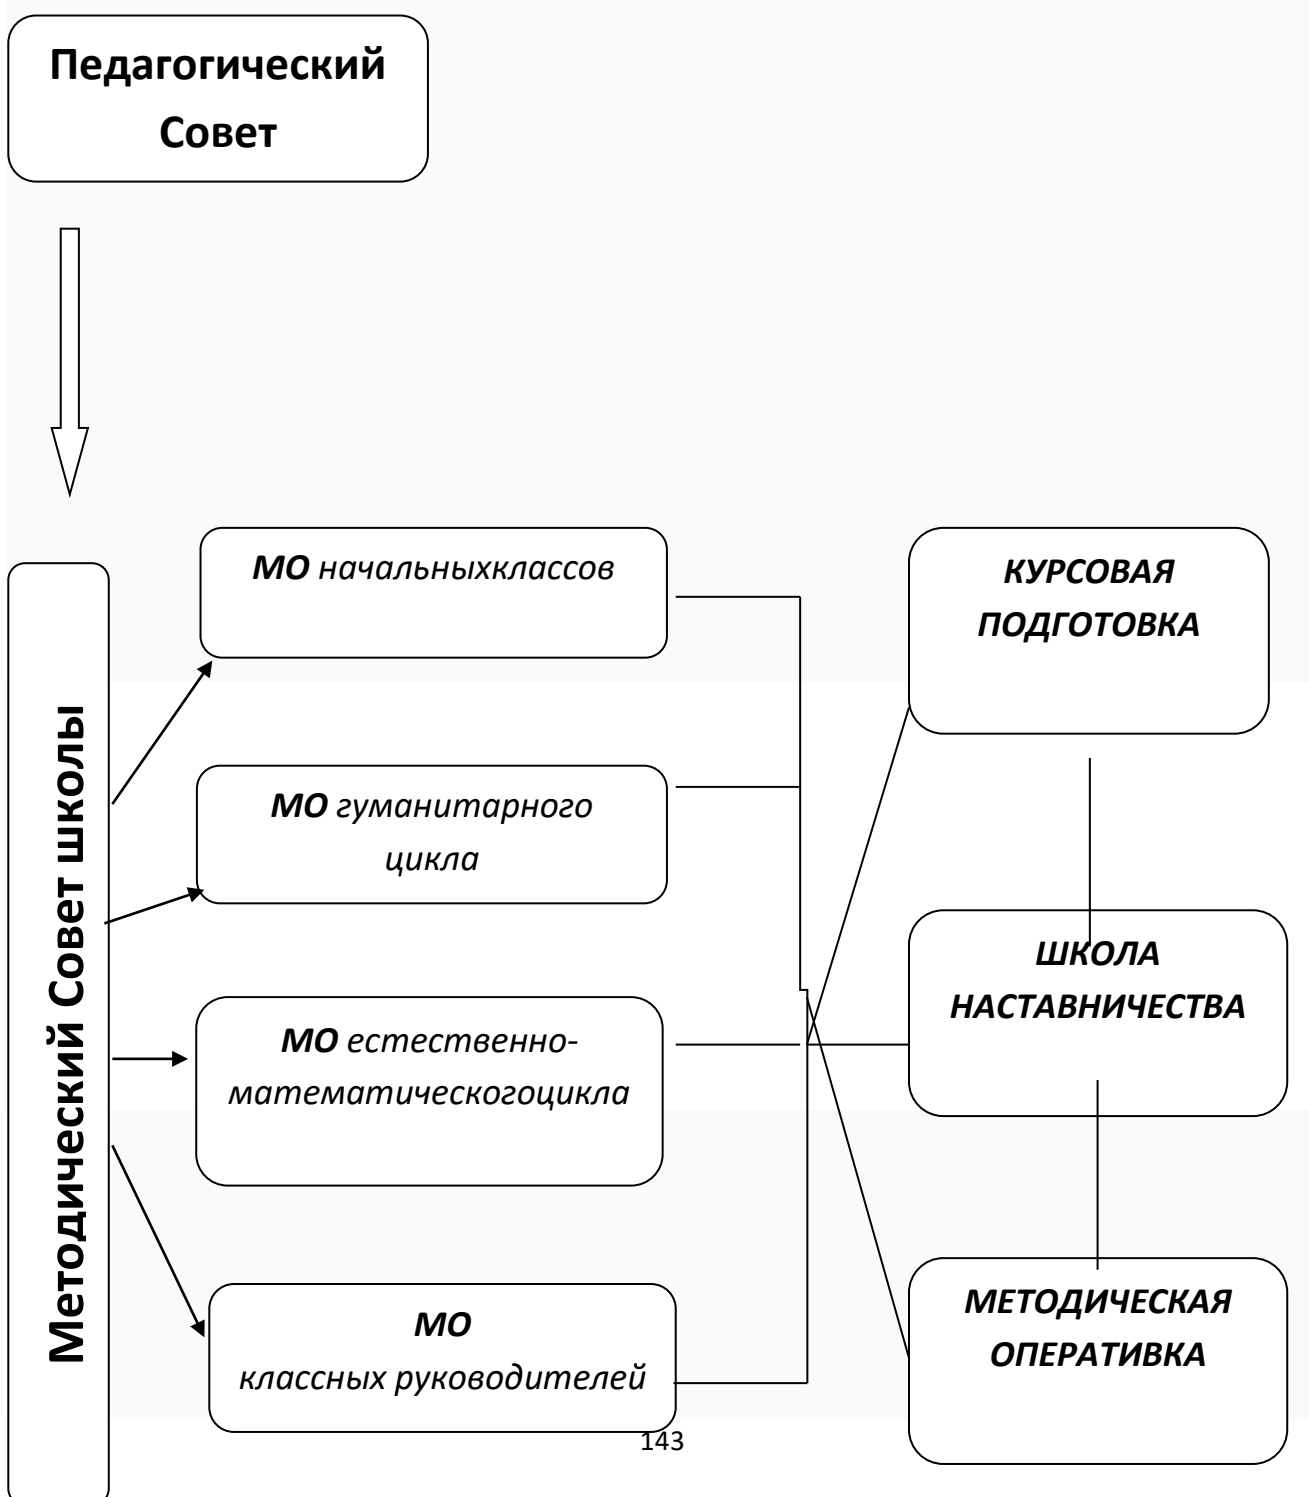 Педагогический
Совет
Методический Совет школы
МО начальныхклассов
МО гуманитарного
цикла
МО естественно-
математическогоцикла
МО
классных руководителей
КУРСОВАЯ
ПОДГОТОВКА
ШКОЛА
НАСТАВНИЧЕСТВА
МЕТОДИЧЕСКАЯ
ОПЕРАТИВКА
143